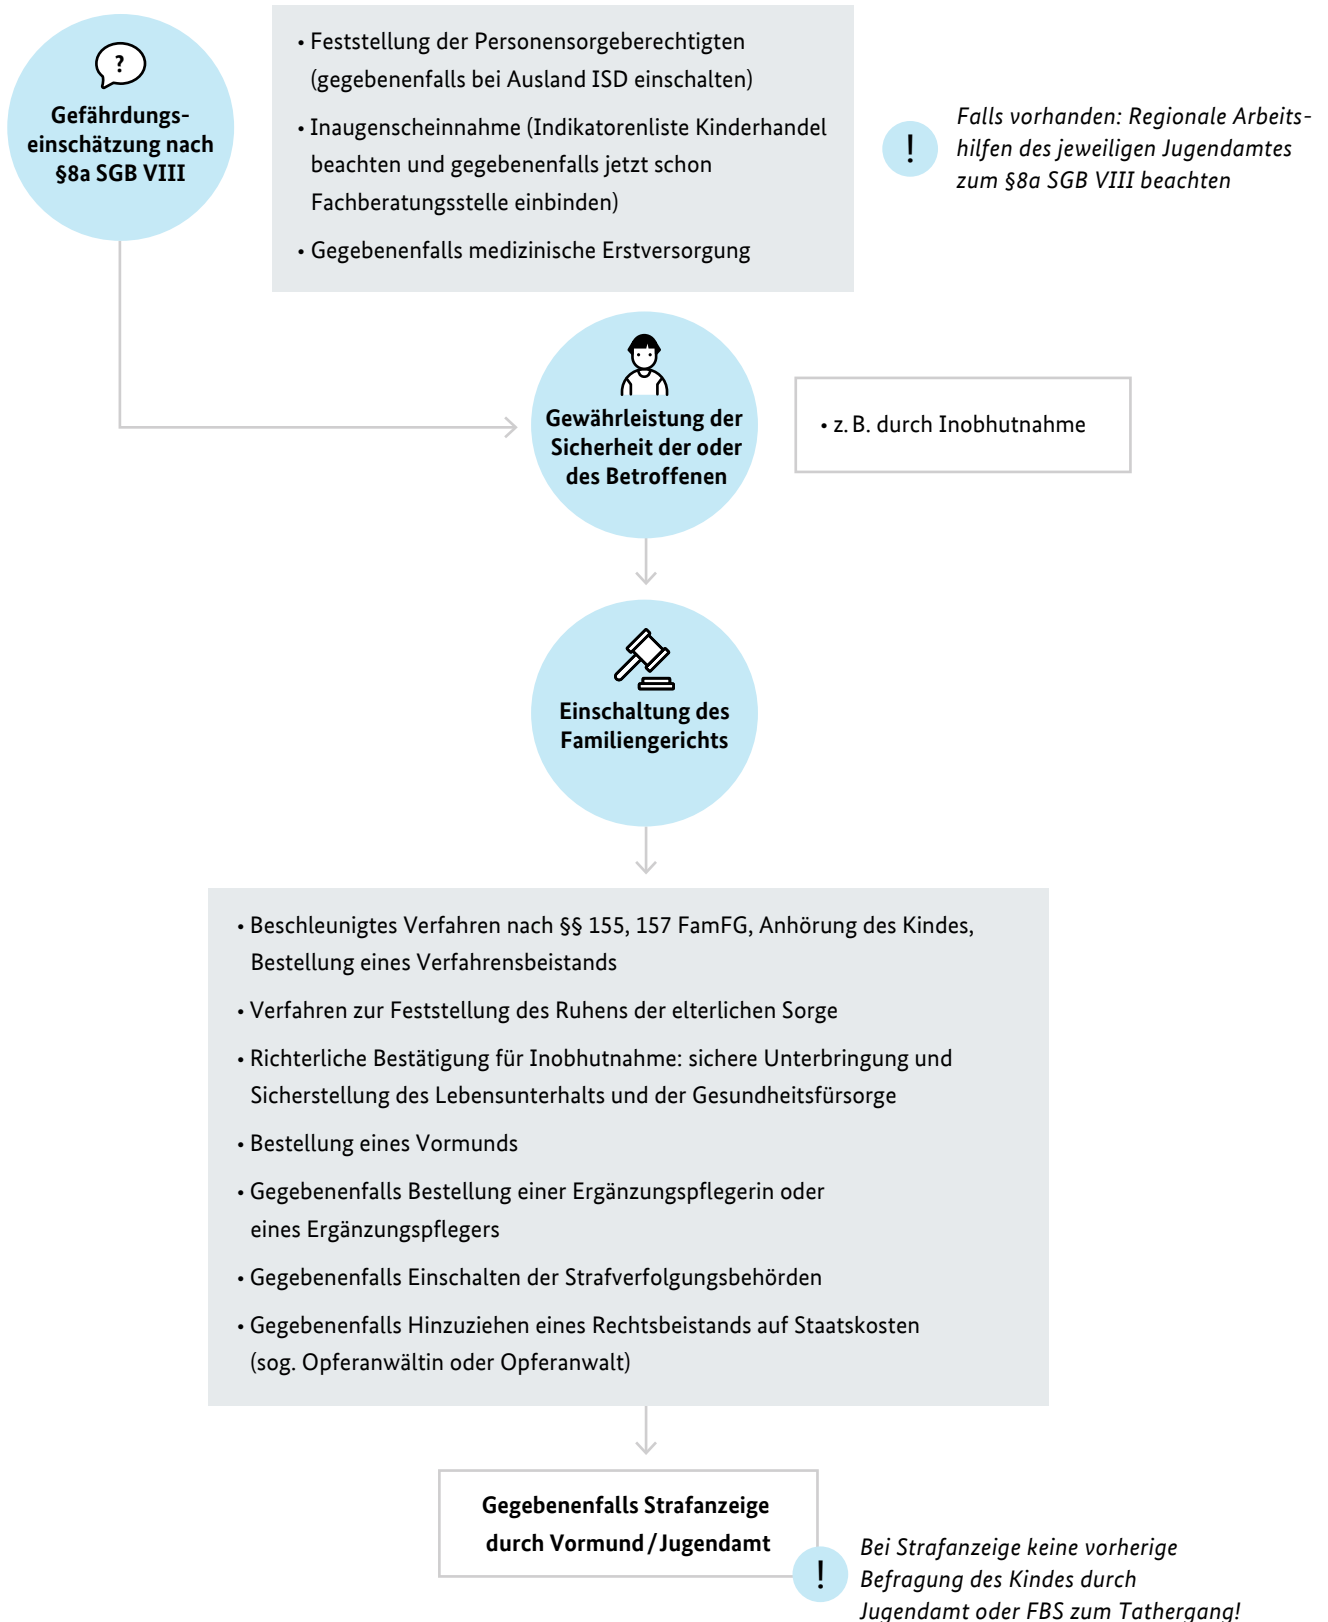 ?
Gefährdungs-
einschätzung nach
§8a SGB VIII
• Feststellung der Personensorgeberechtigten
(gegebenenfalls bei Ausland ISD einschalten)
• Inaugenscheinnahme (Indikatorenliste Kinderhandel
beachten und gegebenenfalls jetzt schon
Fachberatungsstelle einbinden)
• Gegebenenfalls medizinische Erstversorgung
!
Falls vorhanden: Regionale Arbeits-
hilfen des jeweiligen Jugendamtes
zum §8a SGB VIII beachten
Gewährleistung der
Sicherheit der oder
des Betroffenen
• z. B. durch Inobhutnahme
Einschaltung des
Familiengerichts
• Beschleunigtes Verfahren nach §§ 155, 157 FamFG, Anhörung des Kindes,
Bestellung eines Verfahrensbeistands
• Verfahren zur Feststellung des Ruhens der elterlichen Sorge
• Richterliche Bestätigung für Inobhutnahme: sichere Unterbringung und
Sicherstellung des Lebensunterhalts und der Gesundheitsfürsorge
• Bestellung eines Vormunds
• Gegebenenfalls Bestellung einer Ergänzungspflegerin oder
eines Ergänzungspflegers
• Gegebenenfalls Einschalten der Strafverfolgungsbehörden
• Gegebenenfalls Hinzuziehen eines Rechtsbeistands auf Staatskosten
(sog. Opferanwältin oder Opferanwalt)
Gegebenenfalls Strafanzeige
durch Vormund / Jugendamt
!
Bei Strafanzeige keine vorherige
Befragung des Kindes durch
Jugendamt oder FBS zum Tathergang!